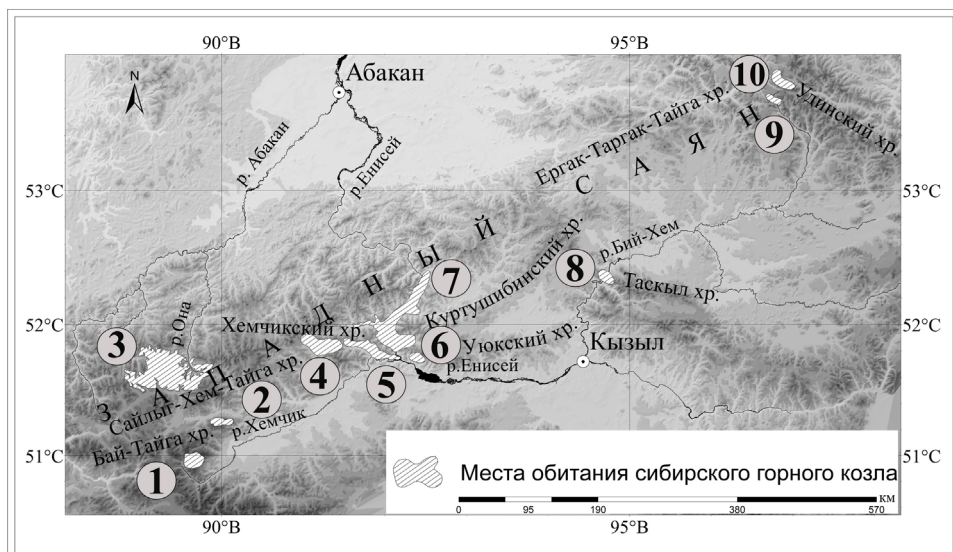 90°В 95°В
N
Абакан
10
Удинский хр.
9
Ергак-Таргак-Тайга хр.
р. Абакан
р.Енисей
53°С 53°С
ЗАПАДНЫЙ САЯН
р.Бий-Хем
8
Таскыл хр.
7
Куртушибинский хр.
р.Она
52°С 52°С
Хемчикский хр.
3
6
Уюкский хр.
Кызыл
р.Енисей
Сайлыг-Хем-Тайга хр.
4
5
2
р.Хемчик
Бай-Тайга хр.
51°С 51°С
1
Места обитания сибирского горного козла
км
0 95 190 380 570
90°В 95°В